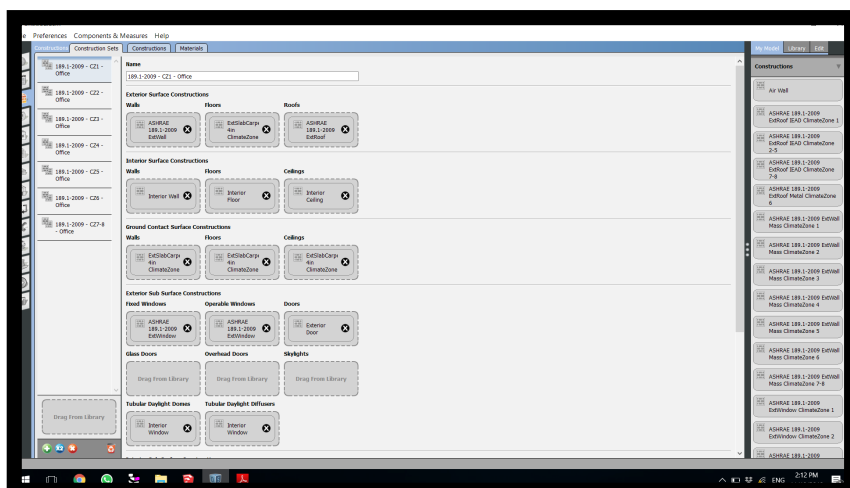 e Preferences Components & Measures Help
Constructions Construction Sets Constructions Materials
My Model Library Edit
189.1-2009 - CZ1 -
Office
189.1-2009 - CZ2 -
Office
189.1-2009 - CZ3 -
Office
189.1-2009 - CZ4 -
Office
189.1-2009 - CZ5 -
Office
189.1-2009 - CZ6 -
Office
189.1-2009 - CZ7-8
- Office
Drag From Library
Name
189.1-2009 - CZ1 - Office
Exterior Surface Constructions
Walls Floors Roofs
ASHRAE
189.1-2009
ExtWall
ExtSlabCarp
4in
ClimateZone
ASHRAE
189.1-2009
ExtRoof
Interior Surface Constructions
Walls Floors Ceilings
Interior Wall
Interior
Floor
Interior
Ceiling
Ground Contact Surface Constructions
Walls Floors Ceilings
ExtSlabCarp
4in
ClimateZone
ExtSlabCarp
4in
ClimateZone
ExtSlabCarp
4in
ClimateZone
Exterior Sub Surface Constructions
Fixed Windows Operable Windows Doors
ASHRAE
189.1-2009
ExtWindow
ASHRAE
189.1-2009
ExtWindow
Exterior
Door
Glass Doors Overhead Doors Skylights
Drag From Library Drag From Library Drag From Library
Tubular Daylight Domes Tubular Daylight Diffusers
Interior
Window
Interior
Window
Constructions
Air Wall
ASHRAE 189.1-2009
ExtRoof IEAD ClimateZone 1
ASHRAE 189.1-2009
ExtRoof IEAD ClimateZone
2-5
ASHRAE 189.1-2009
ExtRoof IEAD ClimateZone
7-8
ASHRAE 189.1-2009
ExtRoof Metal ClimateZone
6
ASHRAE 189.1-2009 ExtWall
Mass ClimateZone 1
ASHRAE 189.1-2009 ExtWall
Mass ClimateZone 2
ASHRAE 189.1-2009 ExtWall
Mass ClimateZone 3
ASHRAE 189.1-2009 ExtWall
Mass ClimateZone 4
ASHRAE 189.1-2009 ExtWall
Mass ClimateZone 5
ASHRAE 189.1-2009 ExtWall
Mass ClimateZone 6
ASHRAE 189.1-2009 ExtWall
Mass ClimateZone 7-8
ASHRAE 189.1-2009
ExtWindow ClimateZone 1
ASHRAE 189.1-2009
ExtWindow ClimateZone 2
ASHRAE 189.1-2009
ENG 2:12 PM